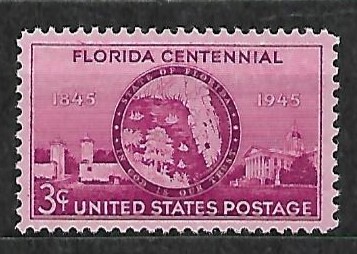 FLORIDA CENTENNIAL
1845 1945
STATE OF FLORIDA
IN GOD IS OUR TRUST
3¢ UNITED STATES POSTAGE